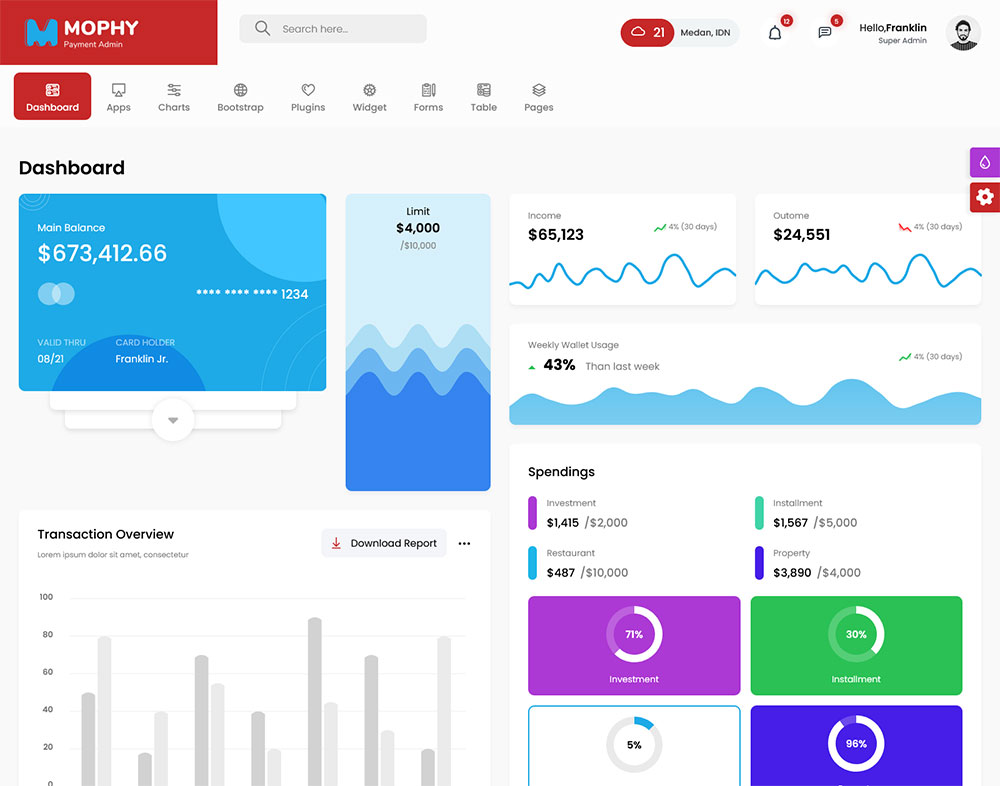 MOPHY
Payment Admin
Search here...
21
Medan, IDN
12
5
Hello,Franklin
Super Admin
Dashboard
Apps
Charts
Bootstrap
Plugins
Widget
Forms
Table
Pages
Dashboard
Main Balance
$673,412.66
**** **** **** 1234
VALID THRU
CARD HOLDER
08/21
Franklin Jr.
Limit
$4,000
/$10,000
Income
$65,123
4% (30 days)
Outome
$24,551
4% (30 days)
Weekly Wallet Usage
43% Than last week
4% (30 days)
Transaction Overview
Lorem ipsum dolor sit amet, consectetur
Download Report
100
80
60
40
20
0
Spendings
Investment
$1,415 /$2,000
Installment
$1,567 /$5,000
Restaurant
$487 /$10,000
Property
$3,890 /$4,000
71%
Investment
30%
Installment
5%
96%